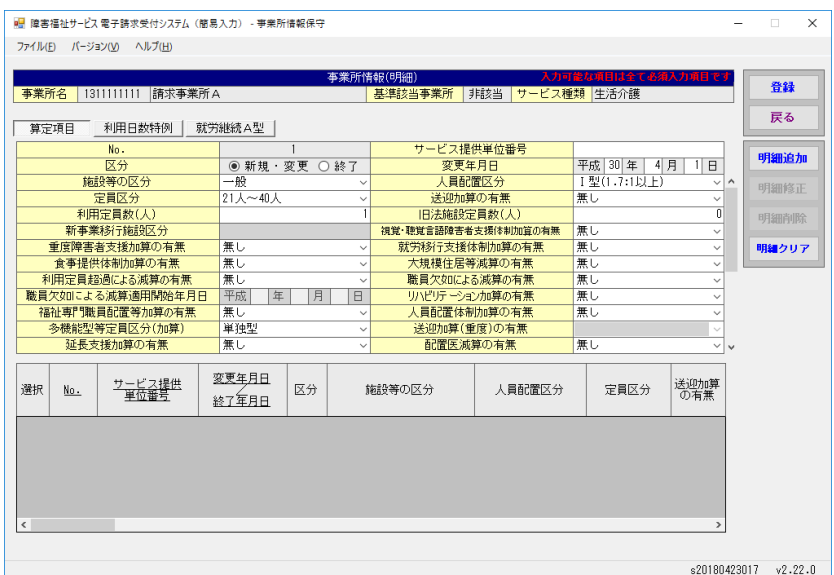 障害福祉サービス 電子請求受付システム（簡易入力） - 事業所情報保守
ファイル(F) バージョン(V) ヘルプ(H)
事業所情報(明細) 入力可能な項目は全て必須入力項目です
事業所名 1311111111 請求事業所A 基準該当事業所 非該当 サービス種類 生活介護
登録
戻る
算定項目 利用日数特例 就労継続A型
No. 1 サービス提供単位番号
区分 新規・変更 終了 変更年月日 平成 30 年 4 月 1 日
施設等の区分 一般 人員配置区分 Ⅰ型(1.7:1以上)
定員区分 21人～40人 送迎加算の有無 無し
利用定員数(人) 1 旧法施設定員数(人) 0
新事業移行施設区分 視覚・聴覚言語障害者支援体制加算の有無 無し
重度障害者支援加算の有無 無し 就労移行支援体制加算の有無 無し
食事提供体制加算の有無 無し 大規模住居等減算の有無 無し
利用定員超過による減算の有無 無し 職員欠如による減算の有無 無し
職員欠如による減算適用開始年月日 平成 年 月 日 リハビリテーション加算の有無 無し
福祉専門職員配置等加算の有無 無し 人員配置体制加算の有無 無し
多機能型等定員区分(加算) 単独型 送迎加算(重度)の有無
延長支援加算の有無 無し 配置医減算の有無 無し
明細追加
明細修正
明細削除
明細クリア
選択 No. サービス提供単位番号 変更年月日／終了年月日 区分 施設等の区分 人員配置区分 定員区分 送迎加算の有無
s20180423017 v2.22.0